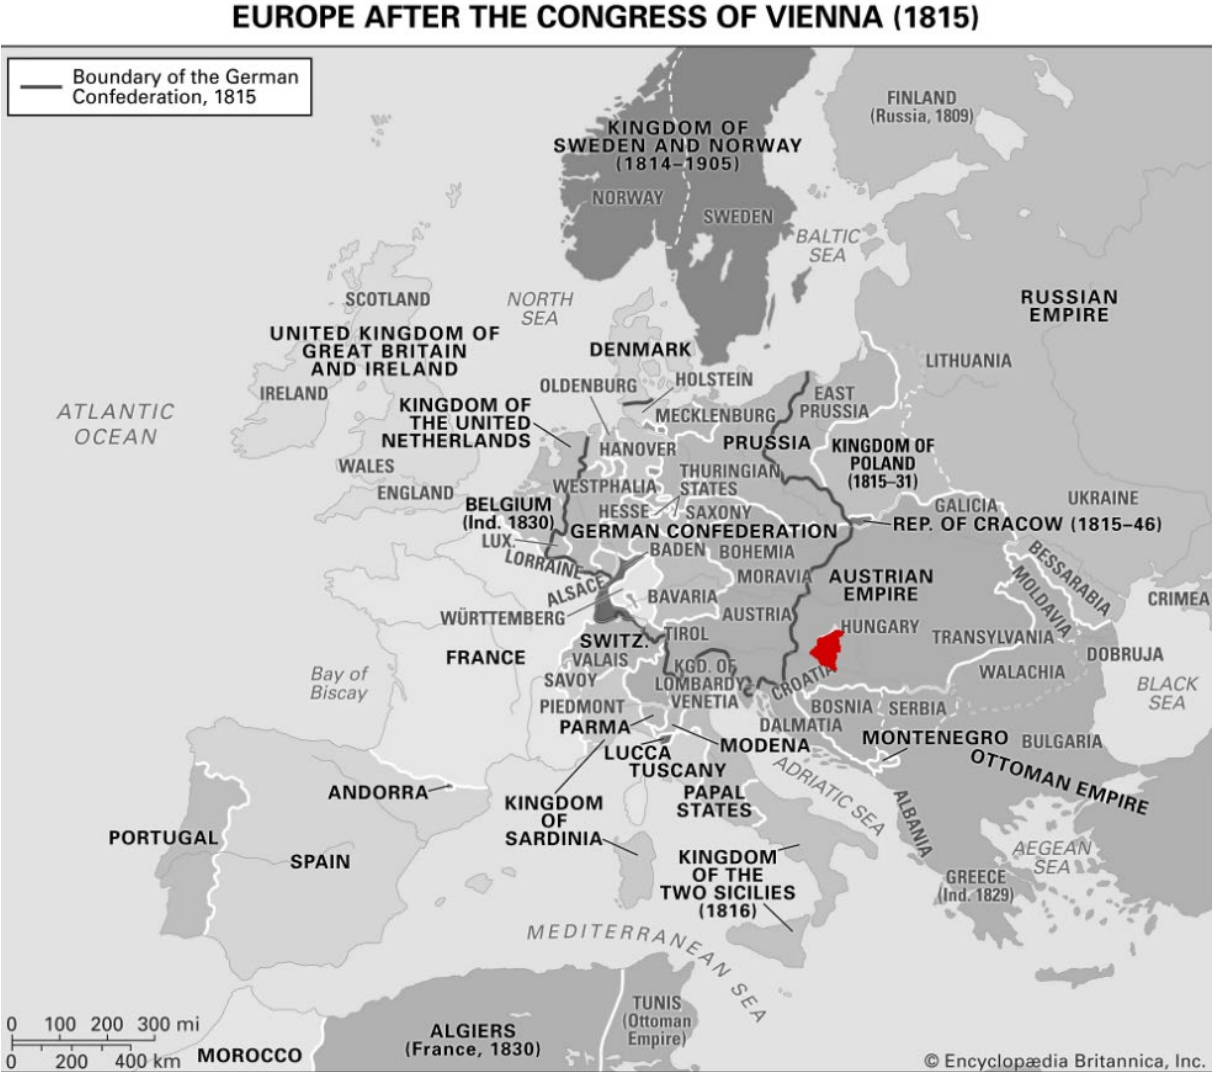 EUROPE AFTER THE CONGRESS OF VIENNA (1815)
Boundary of the German
Confederation, 1815
FINLAND
(Russia, 1809)
KINGDOM OF
SWEDEN AND NORWAY
(1814–1905)
NORWAY
SWEDEN
BALTIC
SEA
SCOTLAND
NORTH
SEA
RUSSIAN
EMPIRE
UNITED KINGDOM OF
GREAT BRITAIN
AND IRELAND
DENMARK
LITHUANIA
IRELAND
OLDENBURG
HOLSTEIN
EAST
PRUSSIA
ATLANTIC
OCEAN
KINGDOM OF
THE UNITED
NETHERLANDS
MECKLENBURG
HANOVER
PRUSSIA
KINGDOM OF
POLAND
(1815–31)
WALES
ENGLAND
WESTPHALIA
THURINGIAN
STATES
UKRAINE
BELGIUM
(Ind. 1830)
HESSE
SAXONY
GALICIA
GERMAN CONFEDERATION
REP. OF CRACOW (1815–46)
LUX.
LORRAINE
BADEN
BOHEMIA
BESSARABIA
ALSACE
MORAVIA
AUSTRIAN
EMPIRE
MOLDAVIA
CRIMEA
WÜRTTEMBERG
BAVARIA
AUSTRIA
HUNGARY
TRANSYLVANIA
SWITZ.
TIROL
DOBRUJA
FRANCE
VALAIS
KGD. OF
LOMBARDY
VENETIA
WALACHIA
Bay of
Biscay
SAVOY
CROATIA
BLACK
SEA
PIEDMONT
BOSNIA
SERBIA
PARMA
DALMATIA
MONTENEGRO
BULGARIA
LUCCA
MODENA
TUSCANY
OTTOMAN EMPIRE
ADRIATIC SEA
ANDORRA
KINGDOM
OF
SARDINIA
PAPAL
STATES
ALBANIA
PORTUGAL
SPAIN
KINGDOM
OF THE
TWO SICILIES
(1816)
AEGEAN
SEA
GREECE
(Ind. 1829)
MEDITERRANEAN SEA
TUNIS
(Ottoman
Empire)
ALGIERS
(France, 1830)
MOROCCO
0 100 200 300 mi
0 200 400 km
© Encyclopædia Britannica, Inc.